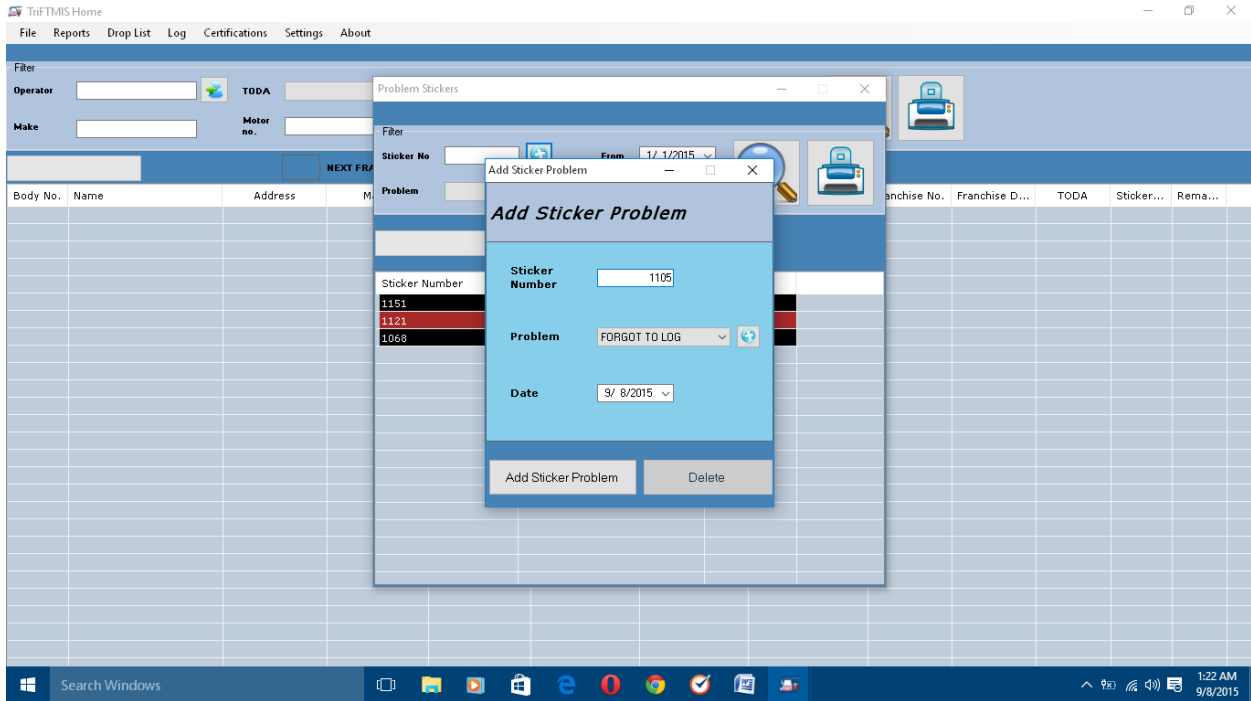 TriFTMIS Home
File Reports Drop List Log Certifications Settings About
Filter
Operator
TODA
Make
Motor
no.
NEXT FRA
Body No. Name Address M
anchise No. Franchise D... TODA Sticker... Rema...
Problem Stickers
Filter
Sticker No
From 1/ 1/2015
Problem
Sticker Number
1151
1121
1068
Add Sticker Problem
Add Sticker Problem
Sticker
Number
1105
Problem FORGOT TO LOG
Date 9/ 8/2015
Add Sticker Problem Delete
Search Windows
1:22 AM
9/8/2015